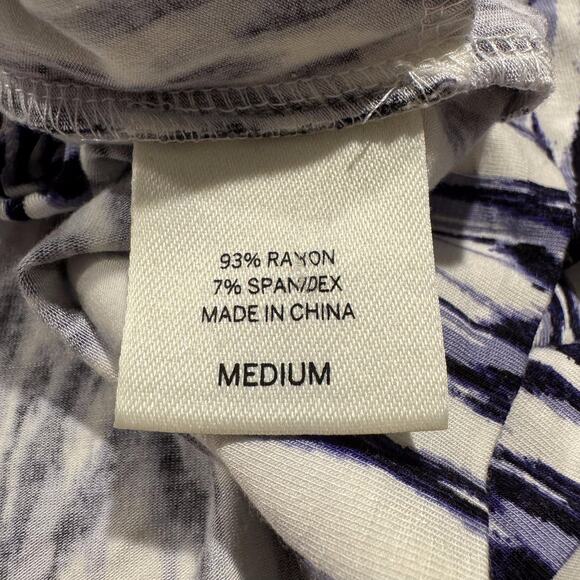 93% RAYON
7% SPANDEX
MADE IN CHINA
MEDIUM